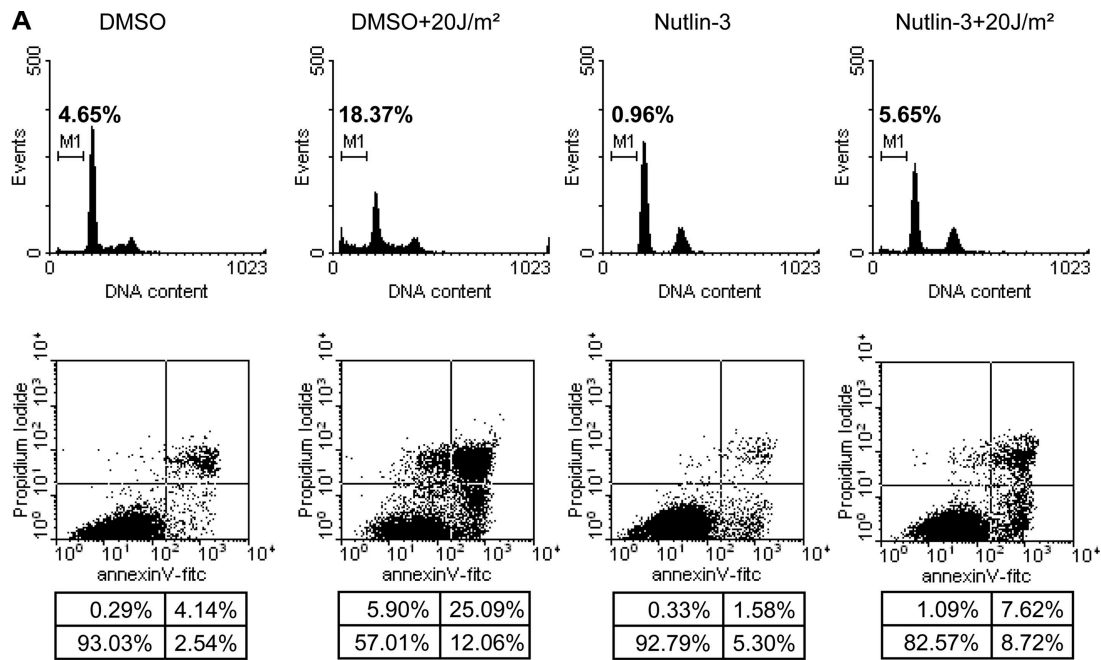 A
DMSO DMSO+20J/m² Nutlin-3 Nutlin-3+20J/m²
500 500 500 500
4.65% 18.37% 0.96% 5.65%
M1 M1 M1 M1
Events Events Events Events
0 0 0 0
0 1023 0 1023 0 1023 0 1023
DNA content DNA content DNA content DNA content
10⁴ 10⁴ 10⁴ 10⁴
10³ 10³ 10³ 10³
10² 10² 10² 10²
10¹ 10¹ 10¹ 10¹
10⁰ 10⁰ 10⁰ 10⁰
Propidium Iodide Propidium Iodide Propidium Iodide Propidium Iodide
10⁰ 10¹ 10² 10³ 10⁴ 10⁰ 10¹ 10² 10³ 10⁴ 10⁰ 10¹ 10² 10³ 10⁴ 10⁰ 10¹ 10² 10³ 10⁴
annexinV-fitc annexinV-fitc annexinV-fitc annexinV-fitc
0.29% 4.14% 5.90% 25.09% 0.33% 1.58% 1.09% 7.62%
93.03% 2.54% 57.01% 12.06% 92.79% 5.30% 82.57% 8.72%